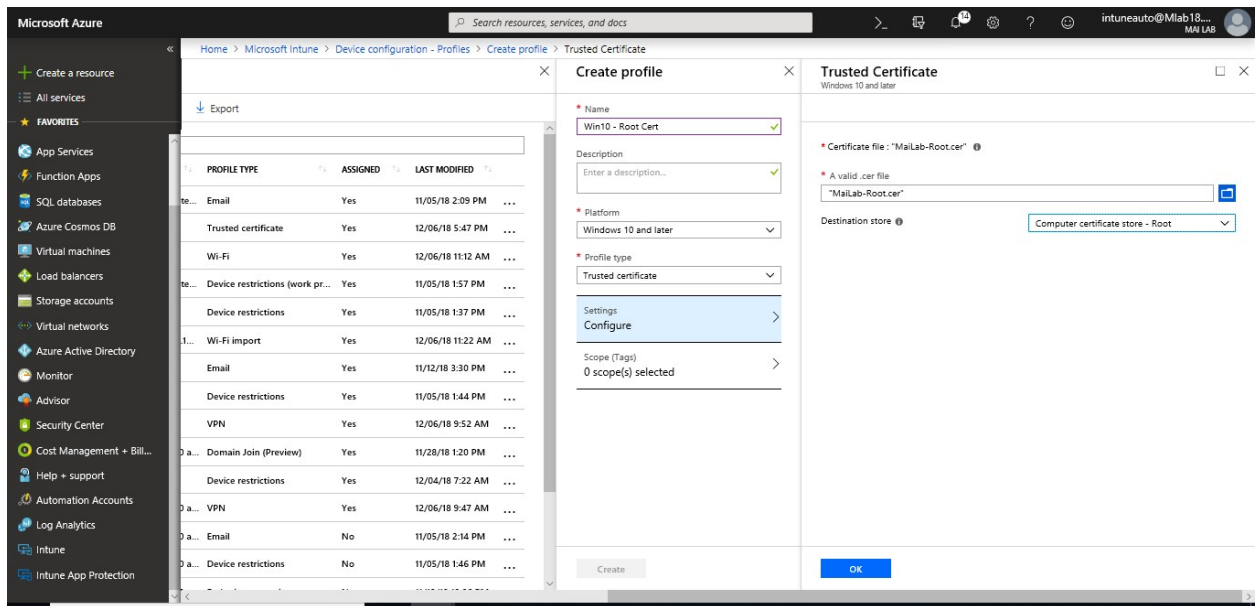 Microsoft Azure
Search resources, services, and docs
14
intuneauto@Mlab18....
MAI LAB
Home > Microsoft Intune > Device configuration - Profiles > Create profile > Trusted Certificate
Create a resource
All services
FAVORITES
App Services
Function Apps
SQL databases
Azure Cosmos DB
Virtual machines
Load balancers
Storage accounts
Virtual networks
Azure Active Directory
Monitor
Advisor
Security Center
Cost Management + Bill...
Help + support
Automation Accounts
Log Analytics
Intune
Intune App Protection
Export
PROFILE TYPE ASSIGNED LAST MODIFIED
te... Email Yes 11/05/18 2:09 PM ...
Trusted certificate Yes 12/06/18 5:47 PM ...
Wi-Fi Yes 12/06/18 11:12 AM ...
te... Device restrictions (work pr... Yes 11/05/18 1:57 PM ...
Device restrictions Yes 11/05/18 1:37 PM ...
.1... Wi-Fi import Yes 12/06/18 11:22 AM ...
Email Yes 11/12/18 3:30 PM ...
Device restrictions Yes 11/05/18 1:44 PM ...
VPN Yes 12/06/18 9:52 AM ...
0 a... Domain Join (Preview) Yes 11/28/18 1:20 PM ...
Device restrictions Yes 12/04/18 7:22 AM ...
0 a... VPN Yes 12/06/18 9:47 AM ...
0 a... Email No 11/05/18 2:14 PM ...
0 a... Device restrictions No 11/05/18 1:46 PM ...
Create profile
* Name
Win10 - Root Cert
Description
Enter a description...
* Platform
Windows 10 and later
* Profile type
Trusted certificate
Settings
Configure
Scope (Tags)
0 scope(s) selected
Create
Trusted Certificate
Windows 10 and later
* Certificate file : "MaiLab-Root.cer"
* A valid .cer file
"MaiLab-Root.cer"
Destination store
Computer certificate store - Root
OK